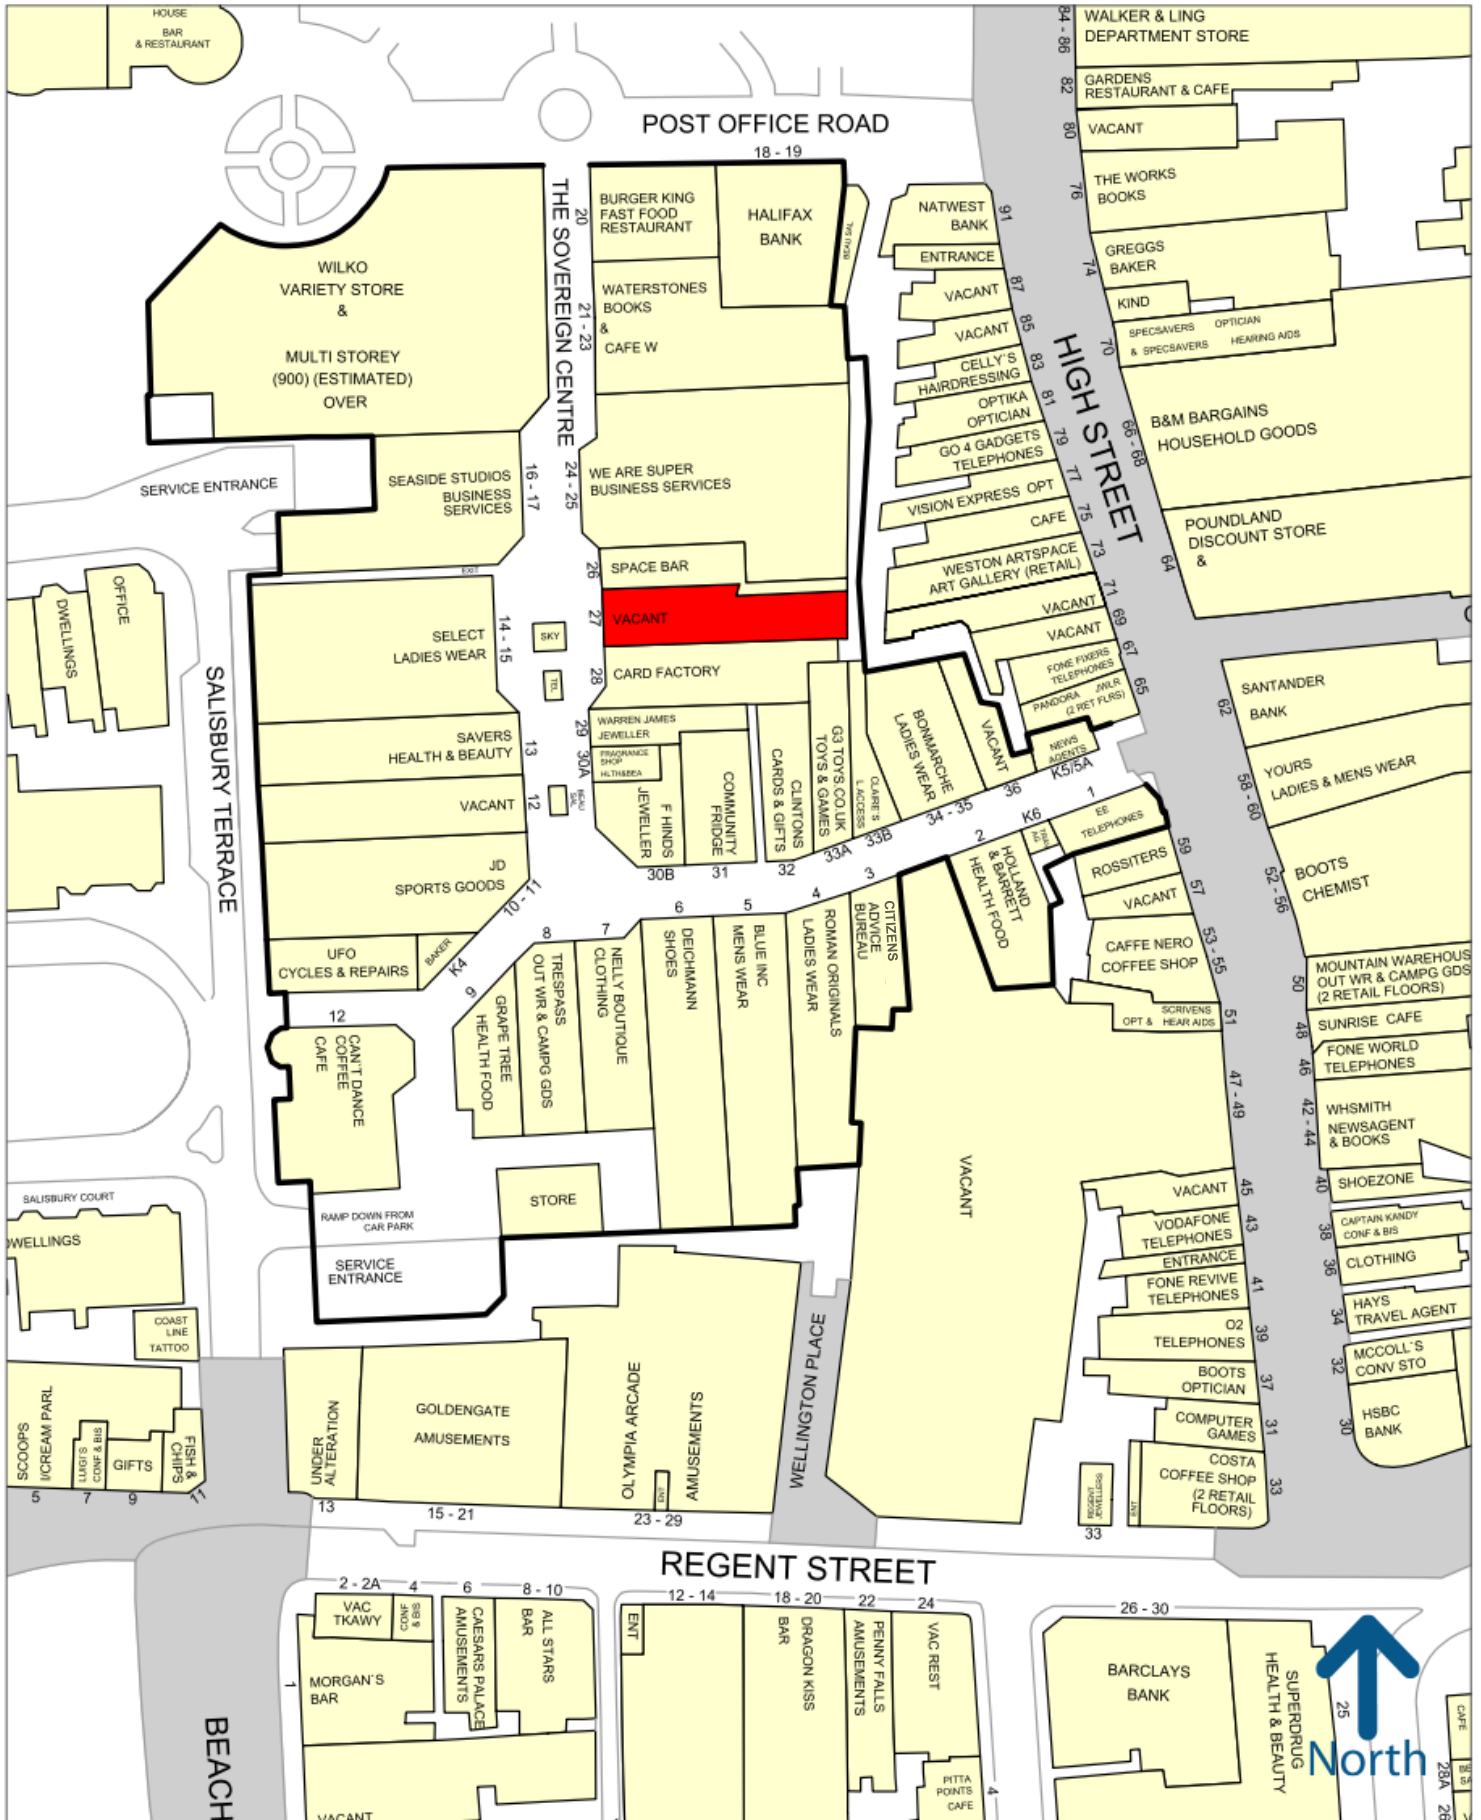 HOUSE
BAR
& RESTAURANT
POST OFFICE ROAD
18 - 19
THE SOVEREIGN CENTRE
WILKO
VARIETY STORE
&
MULTI STOREY
(900) (ESTIMATED)
OVER
20
BURGER KING
FAST FOOD
RESTAURANT
HALIFAX
BANK
21 - 23
WATERSTONES
BOOKS
&
CAFE W
SERVICE ENTRANCE
SEASIDE STUDIOS
BUSINESS
SERVICES
16 - 17
24 - 25
WE ARE SUPER
BUSINESS SERVICES
EXIT
26
SPACE BAR
27
VACANT
SKY
TEL
14 - 15
SELECT
LADIES WEAR
28
CARD FACTORY
29
WARREN JAMES
JEWELLER
30A
FRAGRANCE
SHOP
HLTH&BEA
SAVERS
HEALTH & BEAUTY
13
VACANT
12
BEAU
SAL
JD
SPORTS GOODS
10 - 11
UFO
CYCLES & REPAIRS
BAKER
K4
F HINDS
JEWELLER
30B
COMMUNITY
FRIDGE
31
CLINTONS
CARDS & GIFTS
32
G3 TOYS.CO.UK
TOYS & GAMES
33A
CLAIRE'S
L ACCESS
33B
BONMARCHE
LADIES WEAR
34 - 35
VACANT
36
NEWS
AGENTS
K5/5A
1
EE
TELEPHONES
K6
TRAV
AG
2
HOLLAND
& BARRETT
HEALTH FOOD
3
CITIZENS
ADVICE
BUREAU
4
ROMAN ORIGINALS
LADIES WEAR
5
BLUE INC
MENS WEAR
6
DEICHMANN
SHOES
7
NELLY BOUTIQUE
CLOTHING
8
TRESPASS
OUT WR & CAMPG GDS
9
GRAPE TREE
HEALTH FOOD
12
CAN'T DANCE
COFFEE
CAFE
STORE
RAMP DOWN FROM
CAR PARK
SERVICE
ENTRANCE
SALISBURY TERRACE
OFFICE
DWELLINGS
SALISBURY COURT
DWELLINGS
COAST
LINE
TATTOO
SCOOPS
I/CREAM PARL
5
LUIGI'S
CONF & BIS
7
GIFTS
9
FISH &
CHIPS
11
UNDER
ALTERATION
13
GOLDENGATE
AMUSEMENTS
15 - 21
OLYMPIA ARCADE
AMUSEMENTS
ENT
23 - 29
WELLINGTON PLACE
VACANT
HIGH STREET
NATWEST
BANK
91
ENTRANCE
VACANT
87
VACANT
85
CELLY'S
HAIRDRESSING
83
OPTIKA
OPTICIAN
81
GO 4 GADGETS
TELEPHONES
79
VISION EXPRESS OPT
77
CAFE
75
WESTON ARTSPACE
ART GALLERY (RETAIL)
73
VACANT
71
VACANT
69
FONE FIXERS
TELEPHONES
67
PANDORA JWLR
(2 RET FLRS)
65
ROSSITERS
59
VACANT
57
CAFFE NERO
COFFEE SHOP
53 - 55
SCRIVENS
OPT & HEAR AIDS
51
47 - 49
VACANT
45
VODAFONE
TELEPHONES
43
ENTRANCE
FONE REVIVE
TELEPHONES
41
O2
TELEPHONES
39
BOOTS
OPTICIAN
37
COMPUTER
GAMES
31
COSTA
COFFEE SHOP
(2 RETAIL
FLOORS)
33
ENT
REGENT
JEWELLERS
33
84 - 86
WALKER & LING
DEPARTMENT STORE
82
GARDENS
RESTAURANT & CAFE
80
VACANT
76
THE WORKS
BOOKS
74
GREGGS
BAKER
KIND
70
SPECSAVERS OPTICIAN
& SPECSAVERS HEARING AIDS
66 - 68
B&M BARGAINS
HOUSEHOLD GOODS
64
POUNDLAND
DISCOUNT STORE
&
62
SANTANDER
BANK
58 - 60
YOURS
LADIES & MENS WEAR
52 - 56
BOOTS
CHEMIST
50
MOUNTAIN WAREHOUS
OUT WR & CAMPG GDS
(2 RETAIL FLOORS)
48
SUNRISE CAFE
46
FONE WORLD
TELEPHONES
42 - 44
WHSMITH
NEWSAGENT
& BOOKS
40
SHOEZONE
38
CAPTAIN KANDY
CONF & BIS
36
CLOTHING
34
HAYS
TRAVEL AGENT
32
MCCOLL'S
CONV STO
30
HSBC
BANK
REGENT STREET
2 - 2A
VAC
TKAWY
4
CONF
& BIS
6
CAESARS PALACE
AMUSEMENTS
8 - 10
ALL STARS
BAR
1
MORGAN'S
BAR
VACANT
BEACH
12 - 14
ENT
18 - 20
DRAGON KISS
BAR
22
PENNY FALLS
AMUSEMENTS
24
VAC REST
PITTA
POINTS
CAFE
4
26 - 30
BARCLAYS
BANK
SUPERDRUG
HEALTH & BEAUTY
25
North
CAFE
28A
26